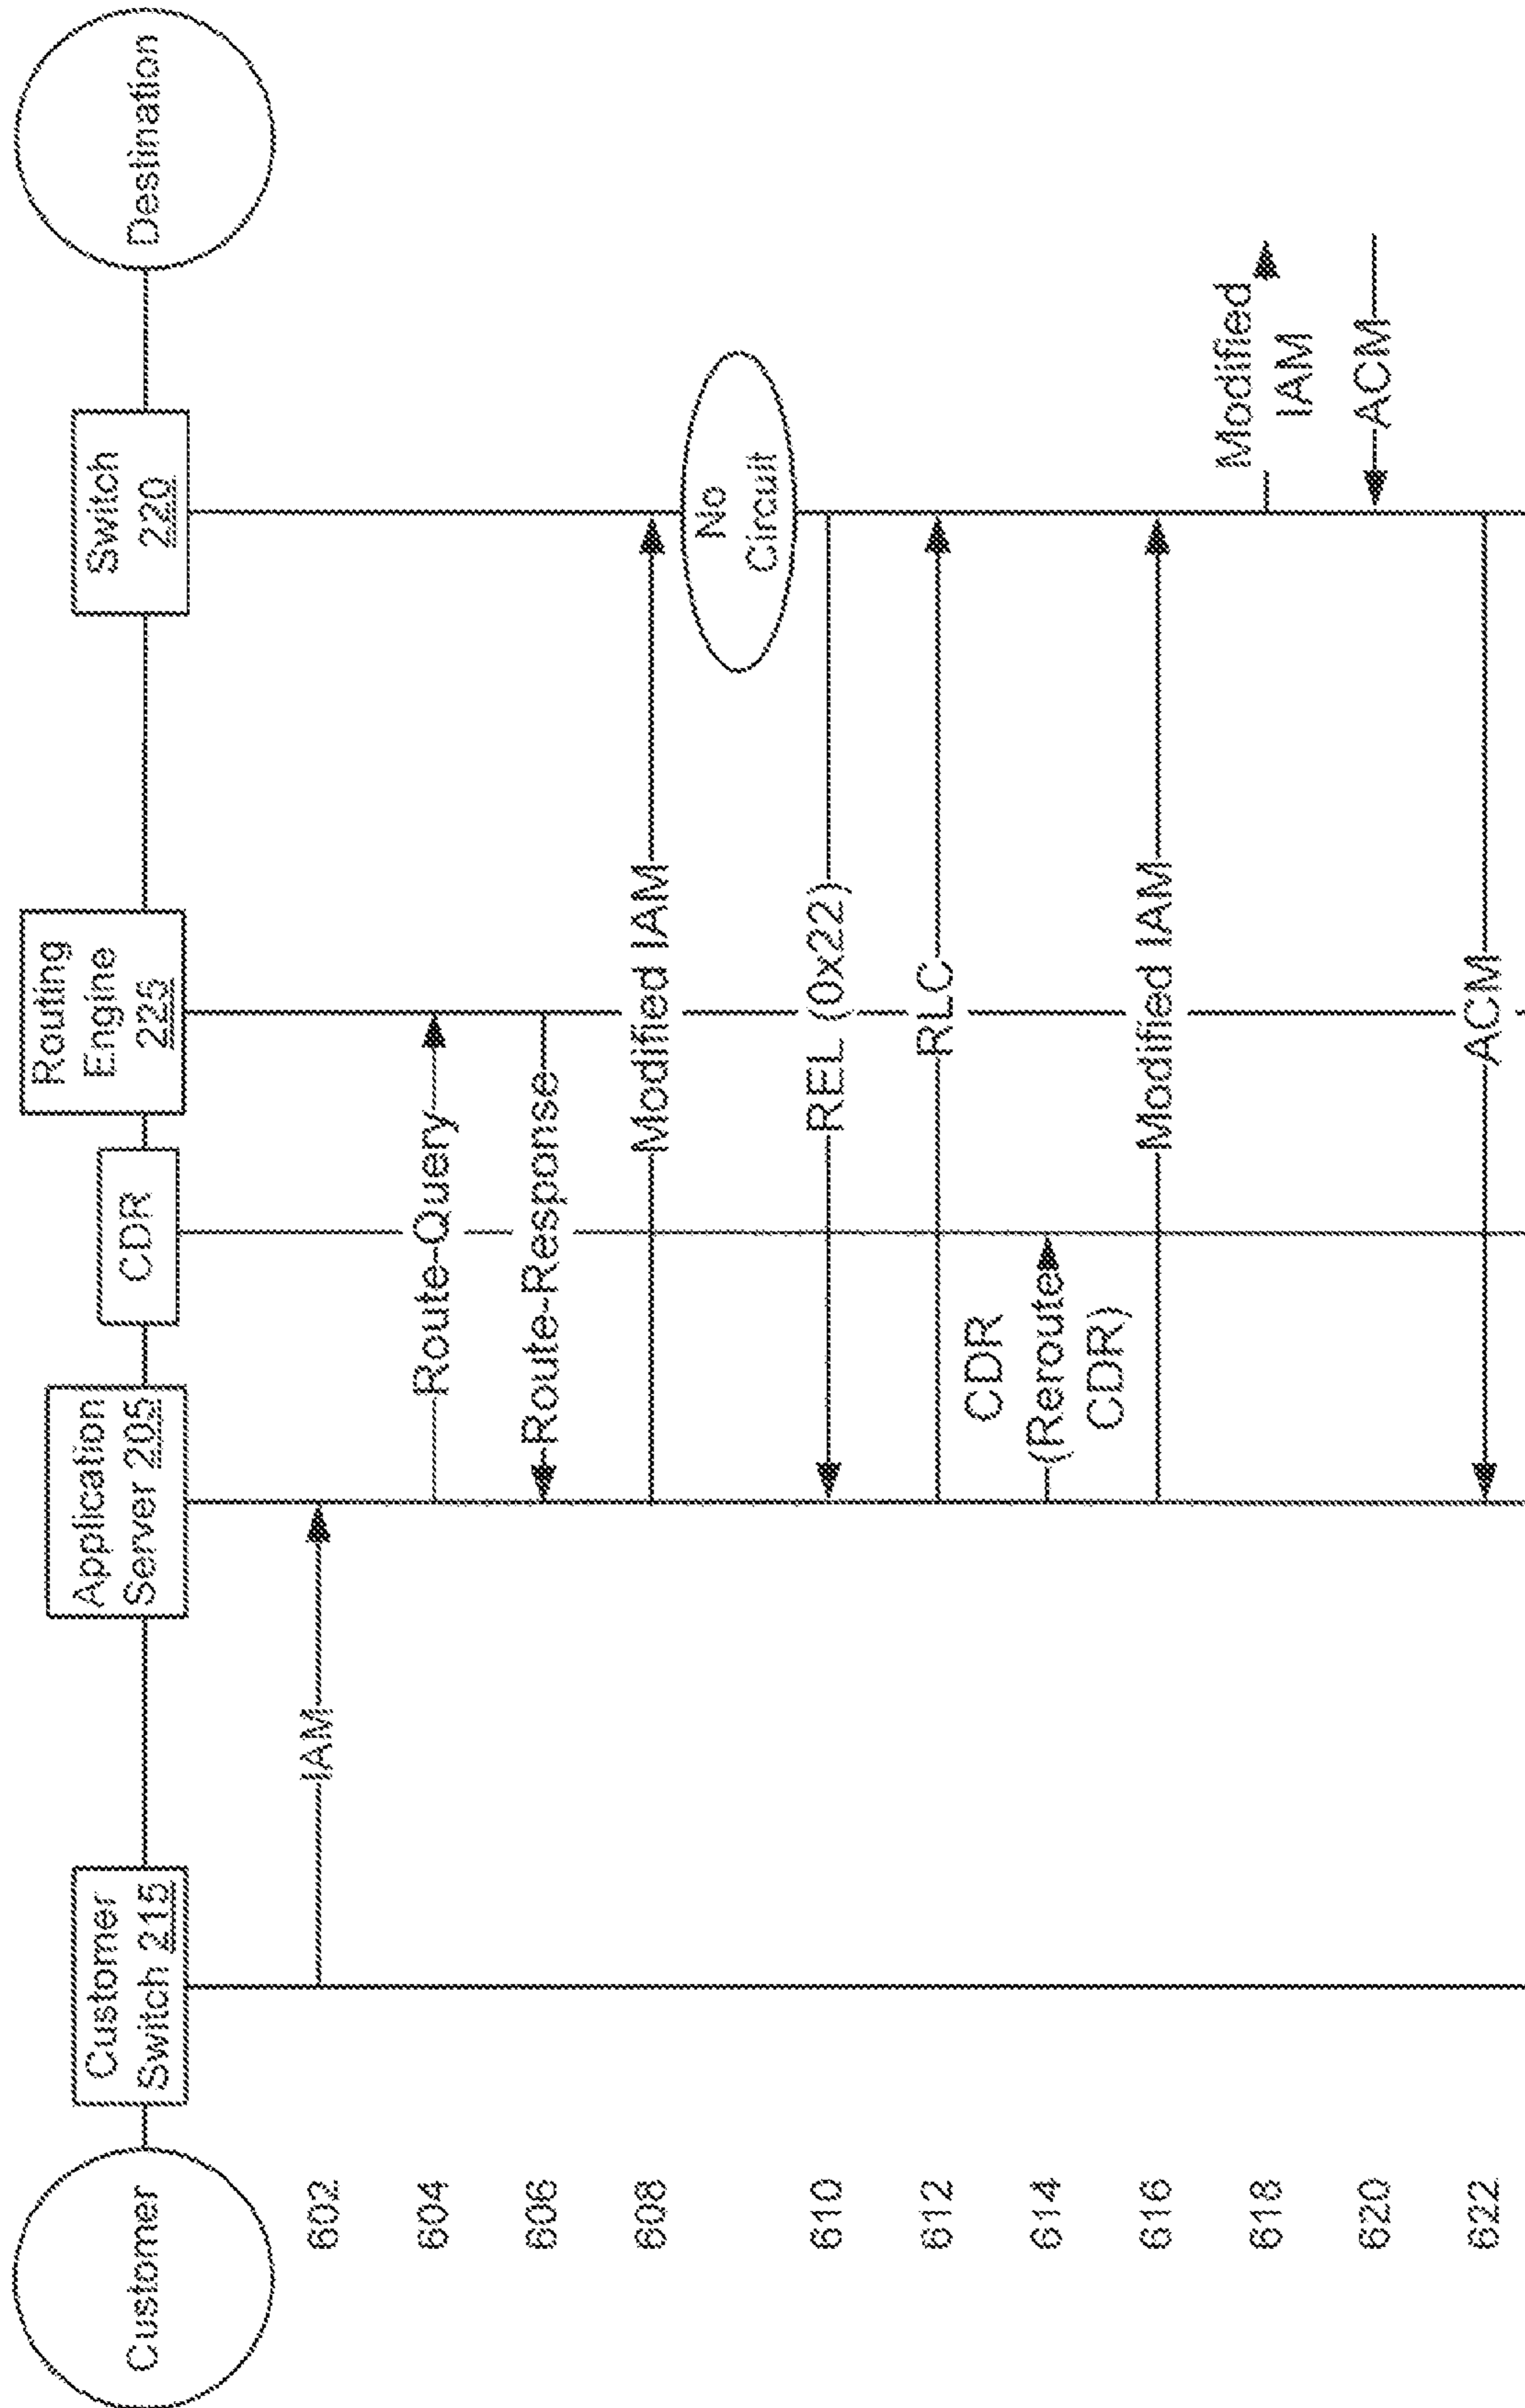 Customer
Customer
Switch 215
Application
Server 205
CDR
Routing
Engine
225
Switch
220
Destination
602
IAM
604
Route-Query
606
Route-Response
608
Modified IAM
No
Circuit
610
REL (0x22)
612
RLC
614
CDR
(Reroute
CDR)
616
Modified IAM
618
Modified
IAM
620
ACM
622
ACM